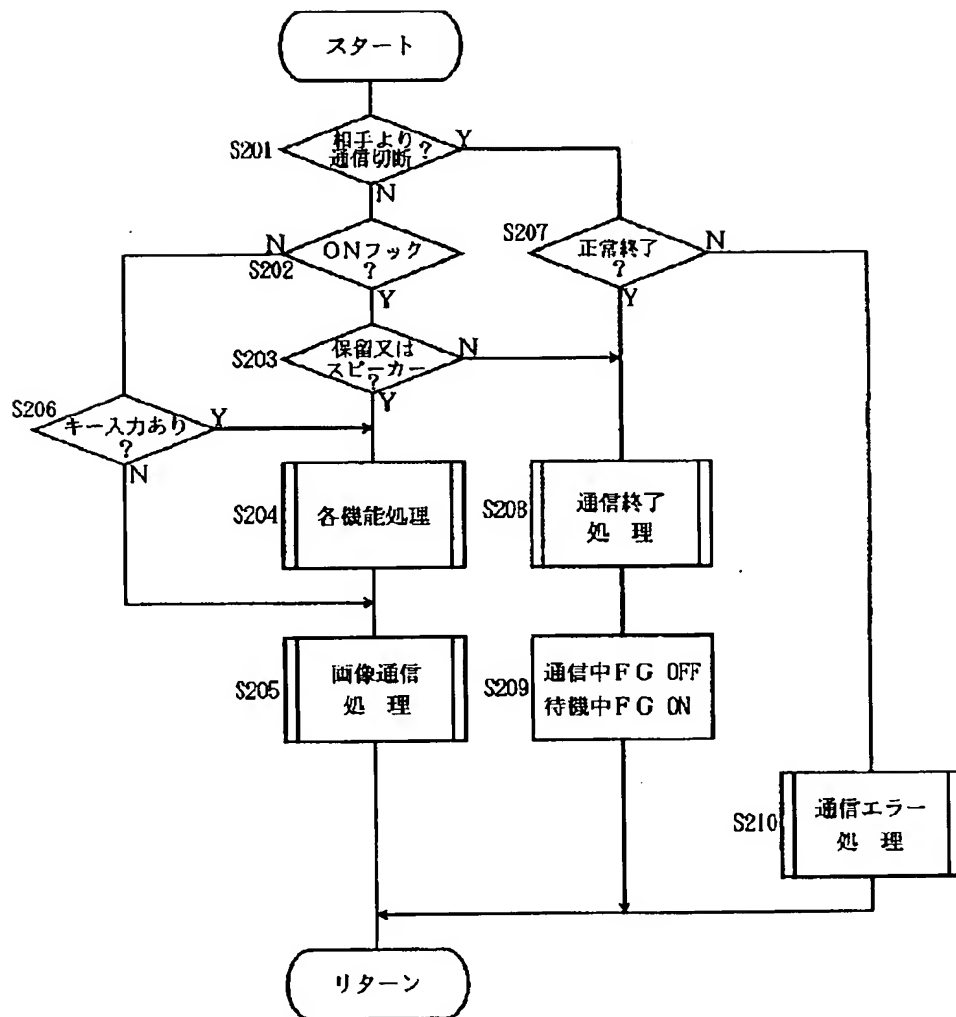 スタート
S201
相手より
通信切断
?
Y
N
S202
ONフック
?
N
Y
S207
正常終了
?
N
Y
S203
保留又は
スピーカー
?
N
Y
S206
キー入力あり
?
Y
N
S204
各機能処理
S208
通信終了
処 理
S205
画像通信
処 理
S209
通信中FG OFF
待機中FG ON
S210
通信エラー
処 理
リターン